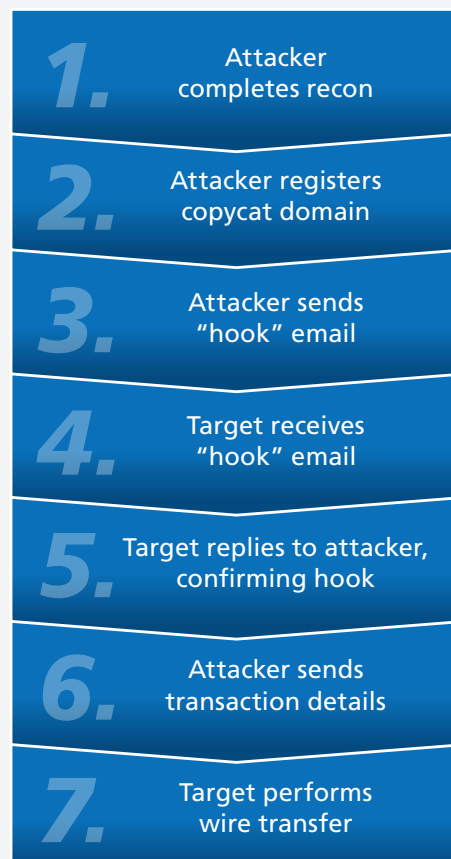 1.
Attacker
completes recon
2.
Attacker registers
copycat domain
3.
Attacker sends
“hook” email
4.
Target receives
“hook” email
5.
Target replies to attacker,
confirming hook
6.
Attacker sends
transaction details
7.
Target performs
wire transfer